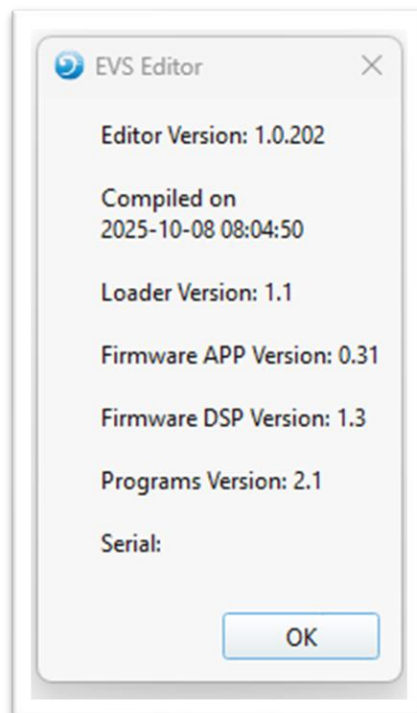 EVS Editor
Editor Version: 1.0.202
Compiled on
2025-10-08 08:04:50
Loader Version: 1.1
Firmware APP Version: 0.31
Firmware DSP Version: 1.3
Programs Version: 2.1
Serial:
OK